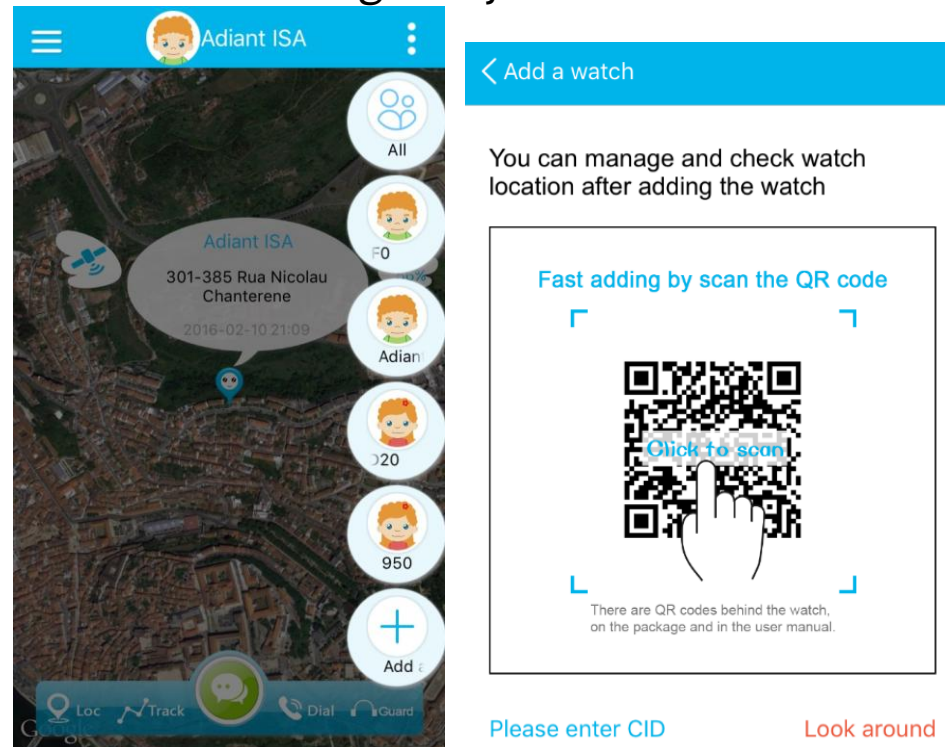 Adiant ISA
All
F0
Adiant ISA
301-385 Rua Nicolau
Chanterene
2016-02-10 21:09
Adian
020
950
Add
Loc
Track
Dial
Guard
Google
Add a watch
You can manage and check watch
location after adding the watch
Fast adding by scan the QR code
Click to scan
There are QR codes behind the watch,
on the package and in the user manual.
Please enter CID
Look around